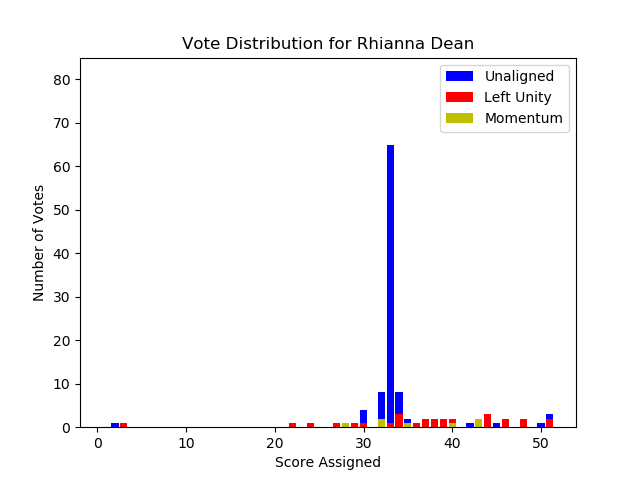 Vote Distribution for Rhianna Dean
Unaligned
Left Unity
Momentum
80
70
60
50
40
30
20
10
0
Number of Votes
0 10 20 30 40 50
Score Assigned